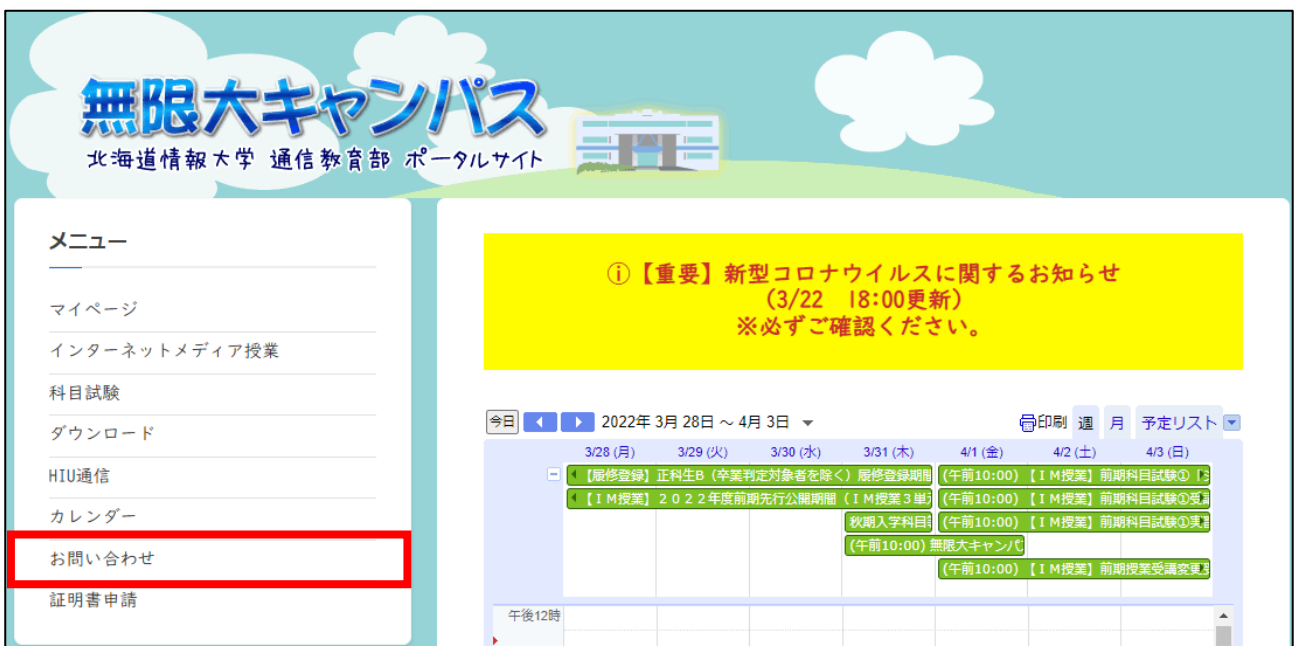 無限大キャンパス
北海道情報大学 通信教育部 ポータルサイト
メニュー
マイページ
インターネットメディア授業
科目試験
ダウンロード
HIU通信
カレンダー
お問い合わせ
証明書申請
ⓘ【重要】新型コロナウイルスに関するお知らせ
(3/22 18:00更新)
※必ずご確認ください。
今日 2022年 3月 28日 ～ 4月 3日 印刷 週 月 予定リスト
3/28 (月) 3/29 (火) 3/30 (水) 3/31 (木) 4/1 (金) 4/2 (土) 4/3 (日)
【履修登録】正科生B（卒業判定対象者を除く）履修登録期間 (午前10:00) 【ＩＭ授業】前期科目試験①
【ＩＭ授業】２０２２年度前期先行公開期間（ＩＭ授業３単 (午前10:00) 【ＩＭ授業】前期科目試験①受
秋期入学科目 (午前10:00) 【ＩＭ授業】前期科目試験①実
(午前10:00) 無限大キャンパ
(午前10:00) 【ＩＭ授業】前期授業受講変更
午後12時